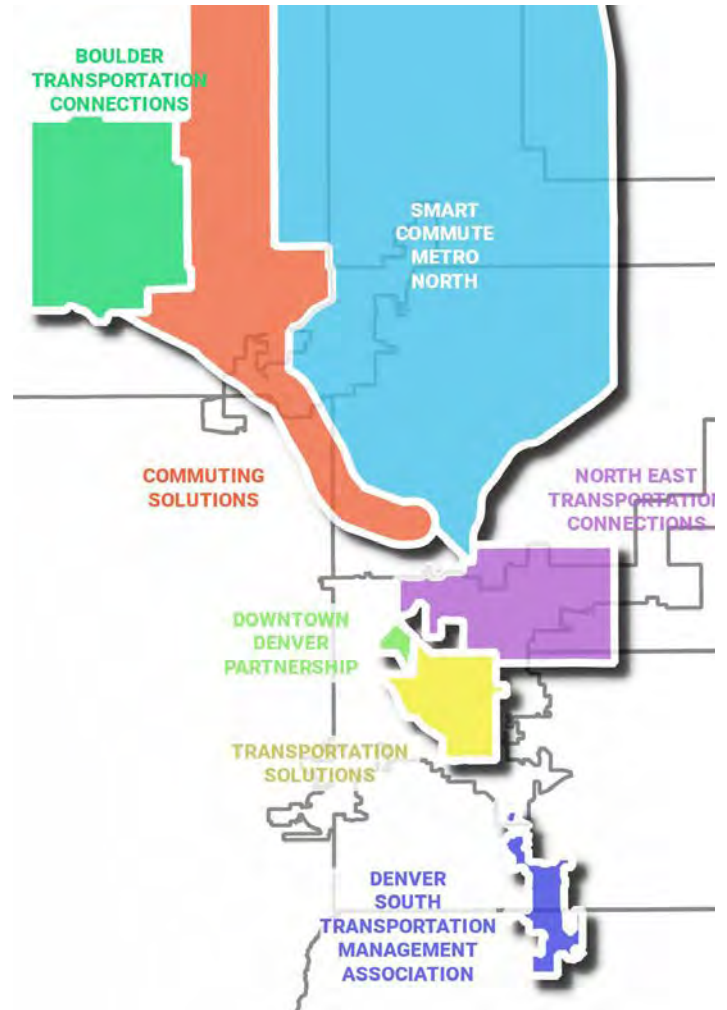 BOULDER
TRANSPORTATION
CONNECTIONS
SMART
COMMUTE
METRO
NORTH
COMMUTING
SOLUTIONS
NORTH EAST
TRANSPORTATION
CONNECTIONS
DOWNTOWN
DENVER
PARTNERSHIP
TRANSPORTATION
SOLUTIONS
DENVER
SOUTH
TRANSPORTATION
MANAGEMENT
ASSOCIATION